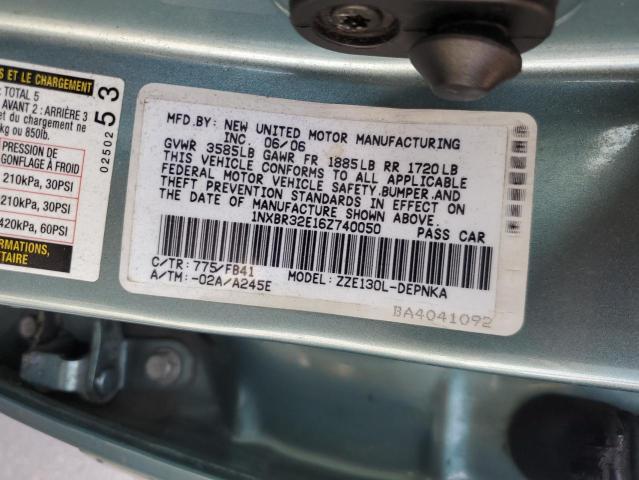 S ET LE CHARGEMENT
: TOTAL 5
AVANT 2 : ARRIÈRE 3
t du chargement ne
kg ou 850lb.
PRESSION DE
GONFLAGE À FROID
210kPa, 30PSI
210kPa, 30PSI
420kPa, 60PSI
ORMATIONS,
TAIRE
02502
53
MFD.BY: NEW UNITED MOTOR MANUFACTURING
INC. 06/06
GVWR 3585LB GAWR FR 1885LB RR 1720LB
THIS VEHICLE CONFORMS TO ALL APPLICABLE
FEDERAL MOTOR VEHICLE SAFETY,BUMPER,AND
THEFT PREVENTION STANDARDS IN EFFECT ON
THE DATE OF MANUFACTURE SHOWN ABOVE.
1NXBR32E16Z740050 PASS CAR
C/TR: 775/FB41 MODEL: ZZE130L-DEPNKA
A/TM: -02A/A245E
BA4041092